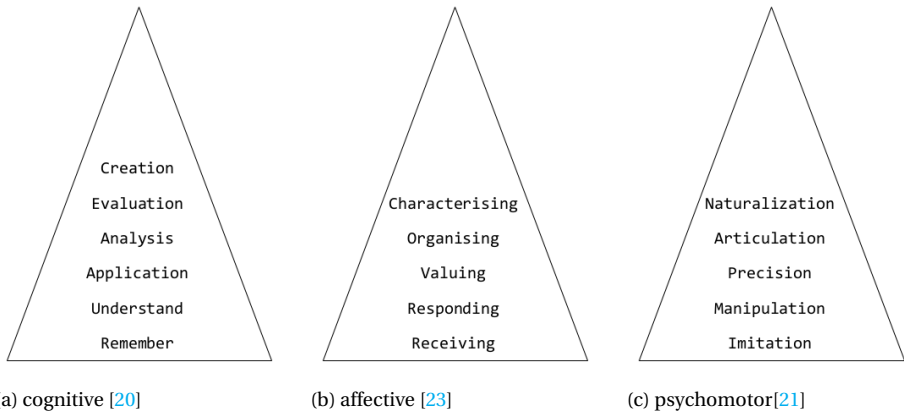 Creation
Evaluation
Analysis
Application
Understand
Remember
Characterising
Organising
Valuing
Responding
Receiving
Naturalization
Articulation
Precision
Manipulation
Imitation
a) cognitive [20]
(b) affective [23]
(c) psychomotor[21]